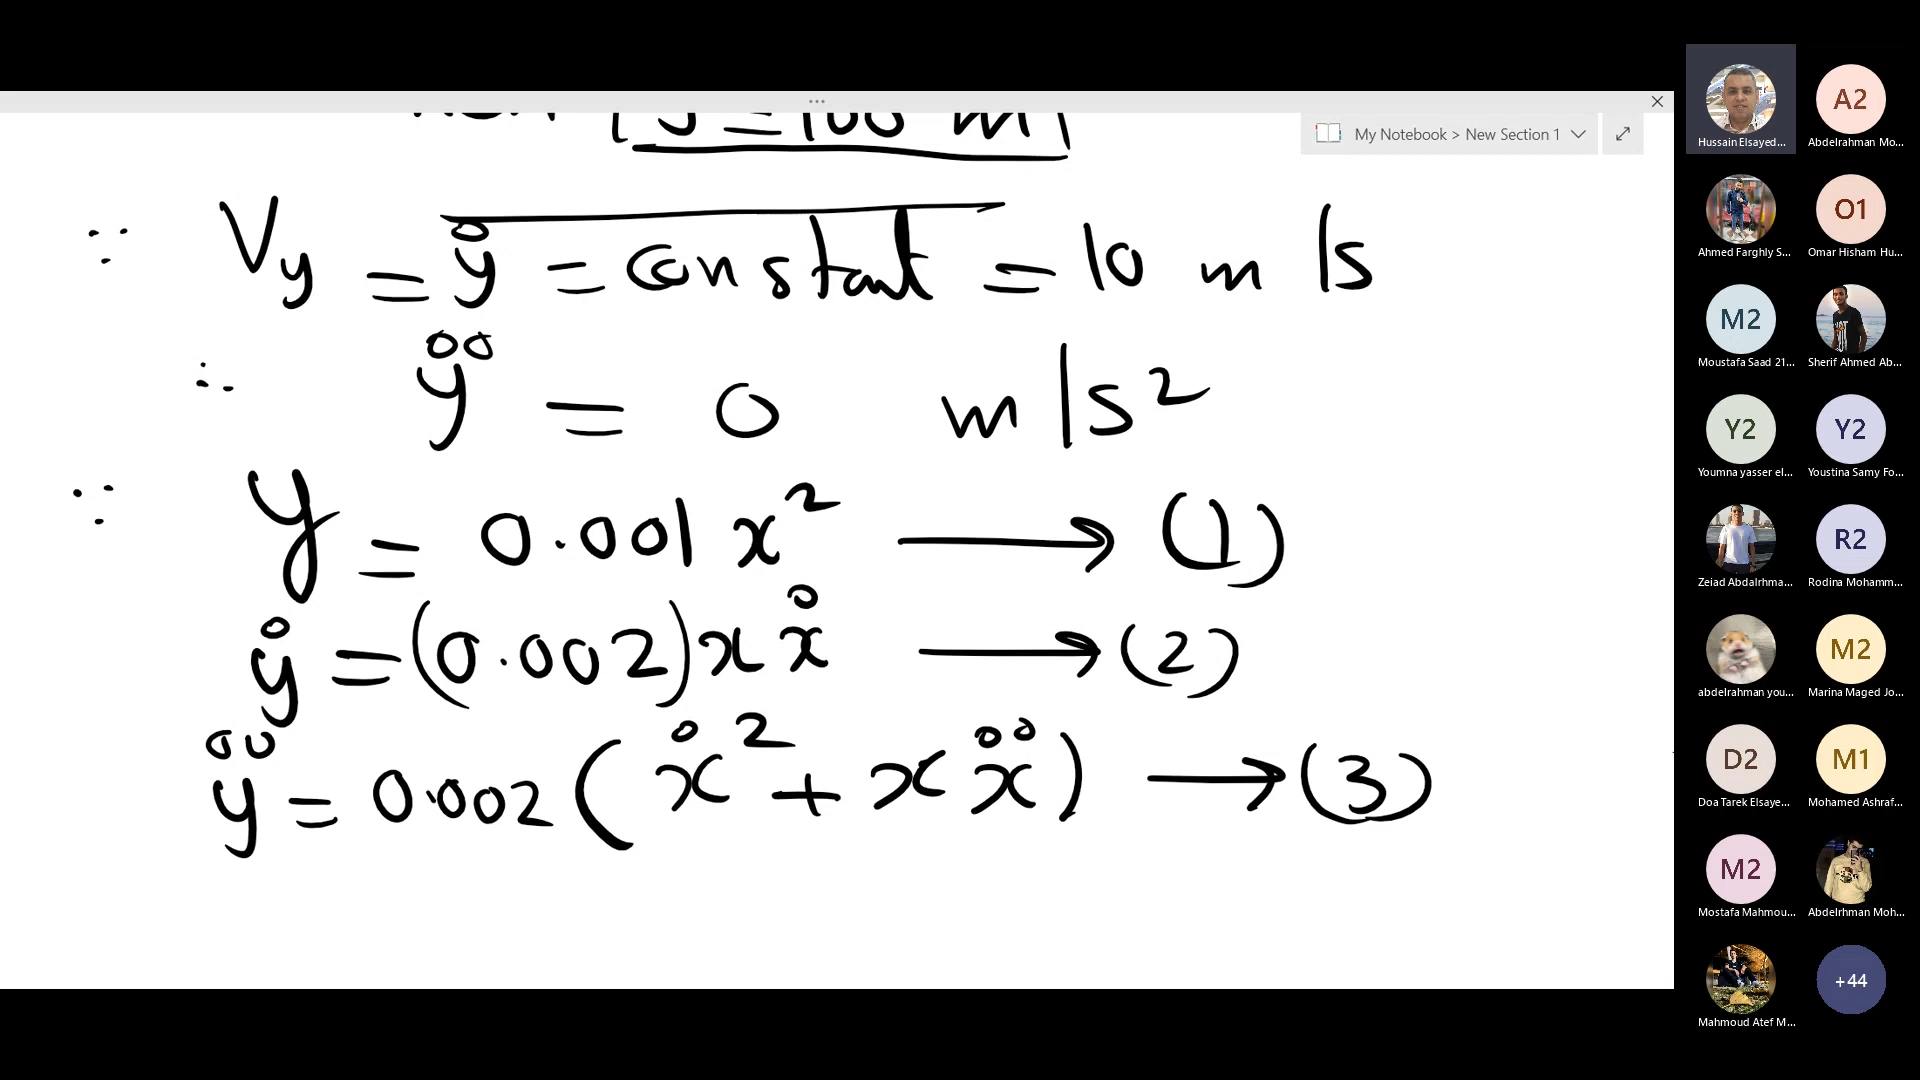 ...
My Notebook > New Section 1
[y = 100 m]
∵ Vy = ẏ = constant = 10 m/s
∴ ÿ = 0 m/s²
∵ y = 0.001 x² → (1)
ẏ = (0.002) x ẋ → (2)
ÿ = 0.002 (ẋ² + x ẍ) → (3)
Hussain Elsayed...
Abdelrahman Mo...
A2
Ahmed Farghly S...
Omar Hisham Hu...
O1
Moustafa Saad 21...
M2
Sherif Ahmed Ab...
Youmna yasser el...
Y2
Youstina Samy Fo...
Y2
Zeiad Abdalrhma...
Rodina Mohamm...
R2
abdelrahman you...
Marina Maged Jo...
M2
Doa Tarek Elsaye...
D2
Mohamed Ashraf...
M1
Mostafa Mahmou...
M2
Abdelrhman Moh...
Mahmoud Atef M...
+44